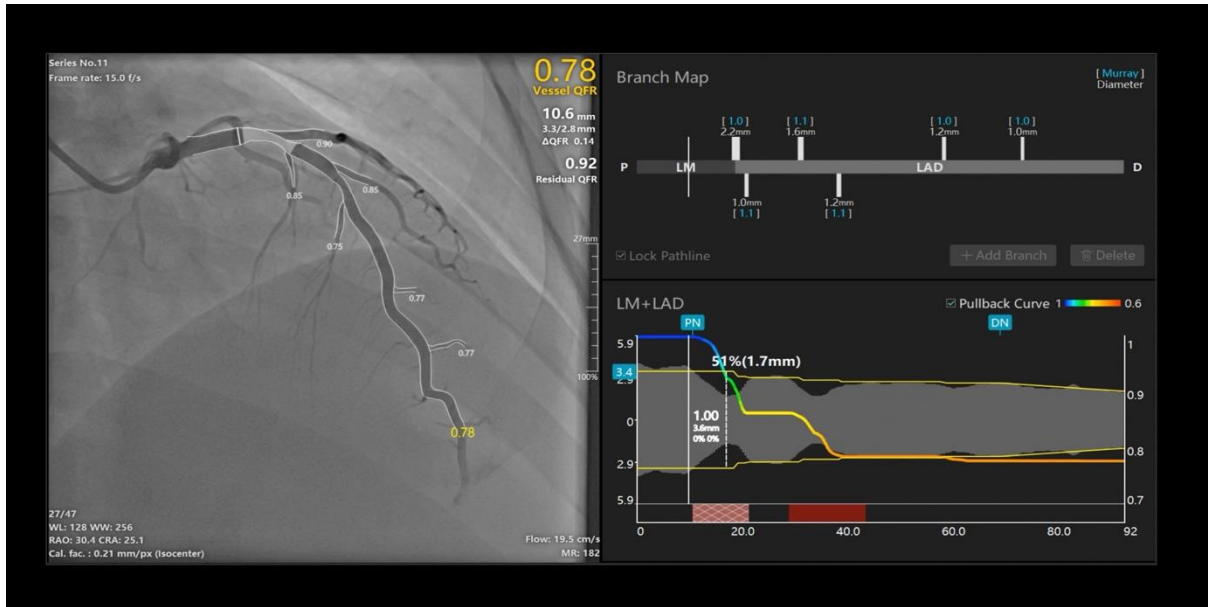 Series No.11
Frame rate: 15.0 f/s
0.78
Vessel QFR
10.6 mm
3.3/2.8mm
ΔQFR 0.14
0.92
Residual QFR
0.90
0.85
0.85
0.75
0.77
0.77
0.78
27mm
100%
27/47
WL: 128 WW: 256
RAO: 30.4 CRA: 25.1
Cal. fac. : 0.21 mm/px (Isocenter)
Flow: 19.5 cm/s
MR: 182
Branch Map
[ Murray ]
Diameter
[ 1.0 ] [ 1.1 ] [ 1.0 ] [ 1.0 ]
2.2mm 1.6mm 1.2mm 1.0mm
P LM LAD D
1.0mm 1.2mm
[ 1.1 ] [ 1.1 ]
Lock Pathline
+ Add Branch
Delete
LM+LAD
Pullback Curve 1 0.6
PN DN
5.9 1
51%(1.7mm)
3.4
2.9
0.9
1.00
3.6mm
0% 0%
0
0.8
2.9
5.9 0.7
0 20.0 40.0 60.0 80.0 92